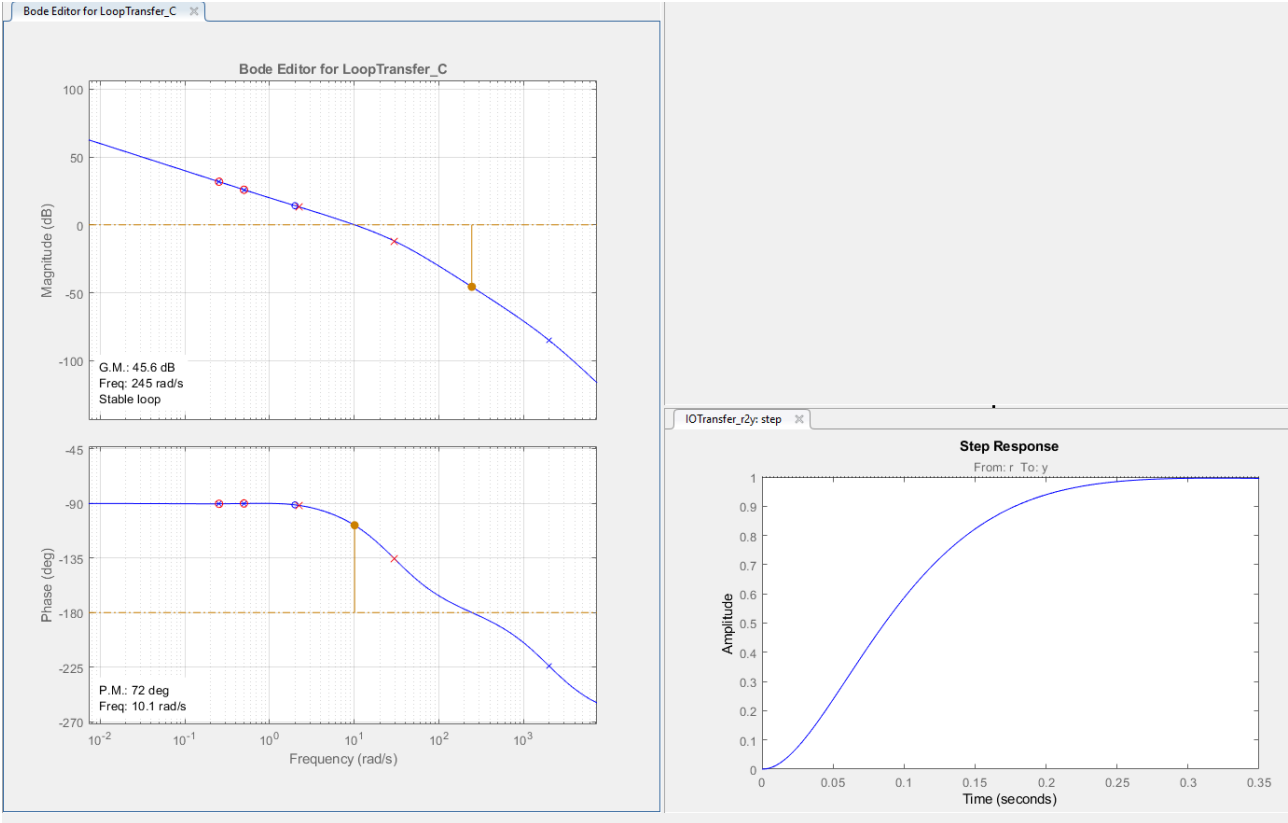 Bode Editor for LoopTransfer_C
Bode Editor for LoopTransfer_C
100
50
0
-50
-100
Magnitude (dB)
G.M.: 45.6 dB
Freq: 245 rad/s
Stable loop
-45
-90
-135
-180
-225
-270
Phase (deg)
P.M.: 72 deg
Freq: 10.1 rad/s
10^-2 10^-1 10^0 10^1 10^2 10^3
Frequency (rad/s)
IOTransfer_r2y: step
Step Response
From: r To: y
1
0.9
0.8
0.7
0.6
0.5
0.4
0.3
0.2
0.1
0
Amplitude
0 0.05 0.1 0.15 0.2 0.25 0.3 0.35
Time (seconds)